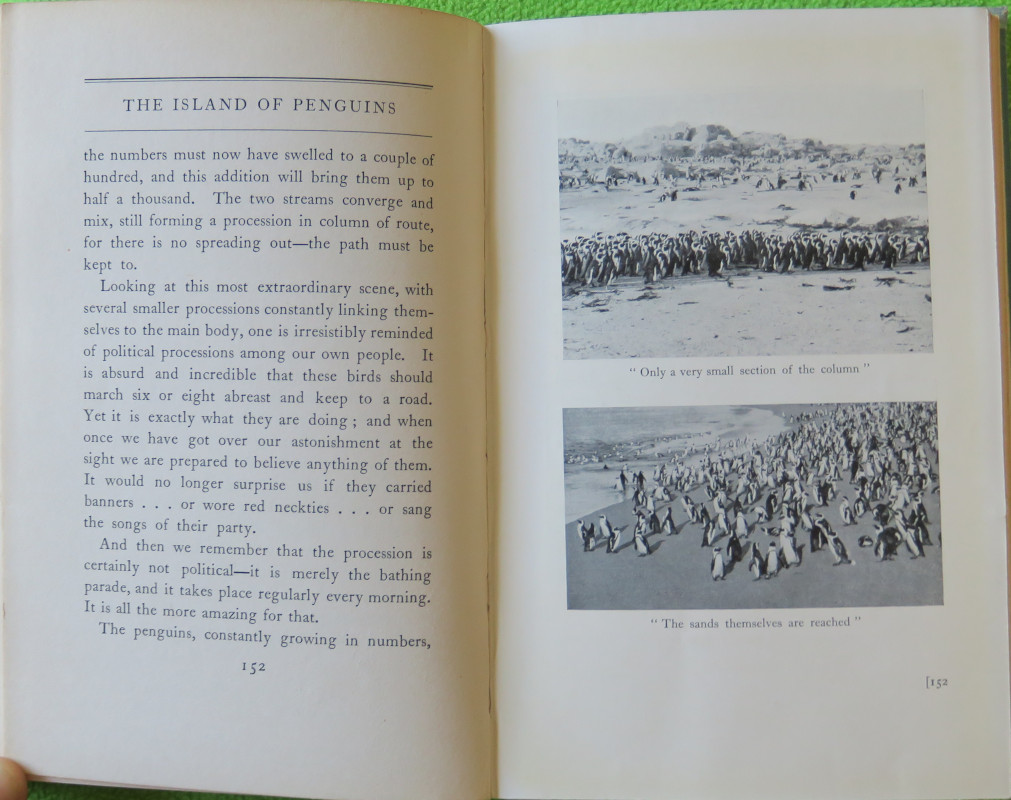 THE ISLAND OF PENGUINS
the numbers must now have swelled to a couple of
hundred, and this addition will bring them up to
half a thousand. The two streams converge and
mix, still forming a procession in column of route,
for there is no spreading out—the path must be
kept to.
Looking at this most extraordinary scene, with
several smaller processions constantly linking them-
selves to the main body, one is irresistibly reminded
of political processions among our own people. It
is absurd and incredible that these birds should
march six or eight abreast and keep to a road.
Yet it is exactly what they are doing ; and when
once we have got over our astonishment at the
sight we are prepared to believe anything of them.
It would no longer surprise us if they carried
banners . . . or wore red neckties . . . or sang
the songs of their party.
And then we remember that the procession is
certainly not political—it is merely the bathing
parade, and it takes place regularly every morning.
It is all the more amazing for that.
The penguins, constantly growing in numbers,
152
" Only a very small section of the column "
" The sands themselves are reached "
[152